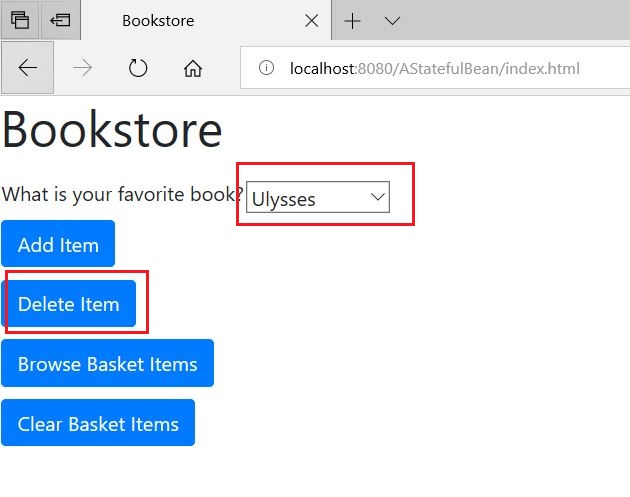 Bookstore
localhost:8080/AStatefulBean/index.html
Bookstore
What is your favorite book? Ulysses
Add Item
Delete Item
Browse Basket Items
Clear Basket Items